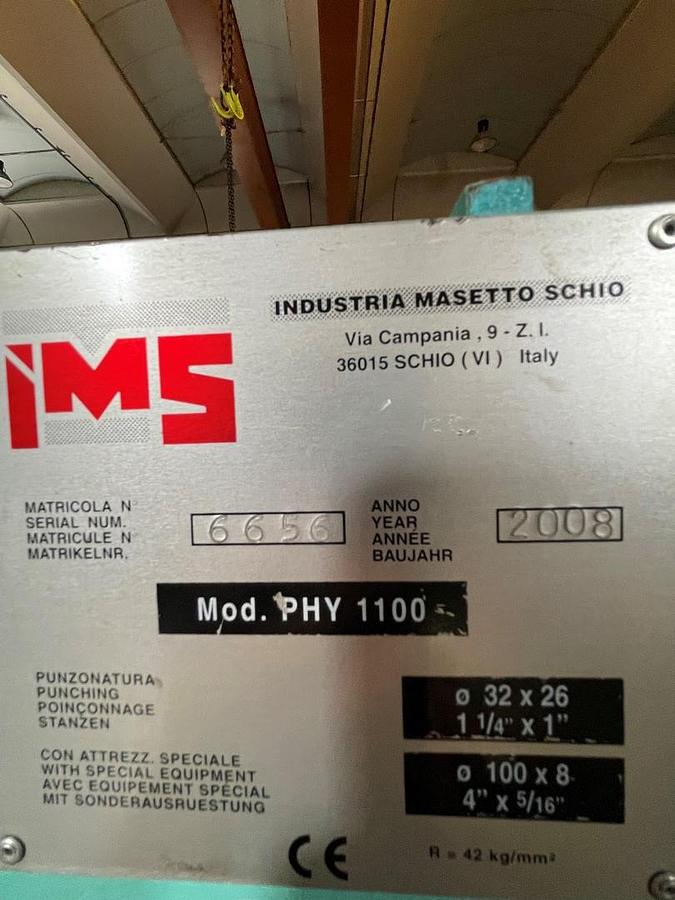 INDUSTRIA MASETTO SCHIO
Via Campania , 9 - Z. I.
36015 SCHIO ( VI ) Italy
IMS
MATRICOLA N°
SERIAL NUM.
MATRICULE N
MATRIKELNR.
6656
ANNO
YEAR
ANNÉE
BAUJAHR
2008
Mod. PHY 1100
PUNZONATURA
PUNCHING
POINÇONNAGE
STANZEN
ø 32 x 26
1 1/4" x 1"
CON ATTREZZ. SPECIALE
WITH SPECIAL EQUIPMENT
AVEC EQUIPEMENT SPÉCIAL
MIT SONDERAUSRUESTUNG
ø 100 x 8
4" x 5/16"
CE
R = 42 kg/mm²